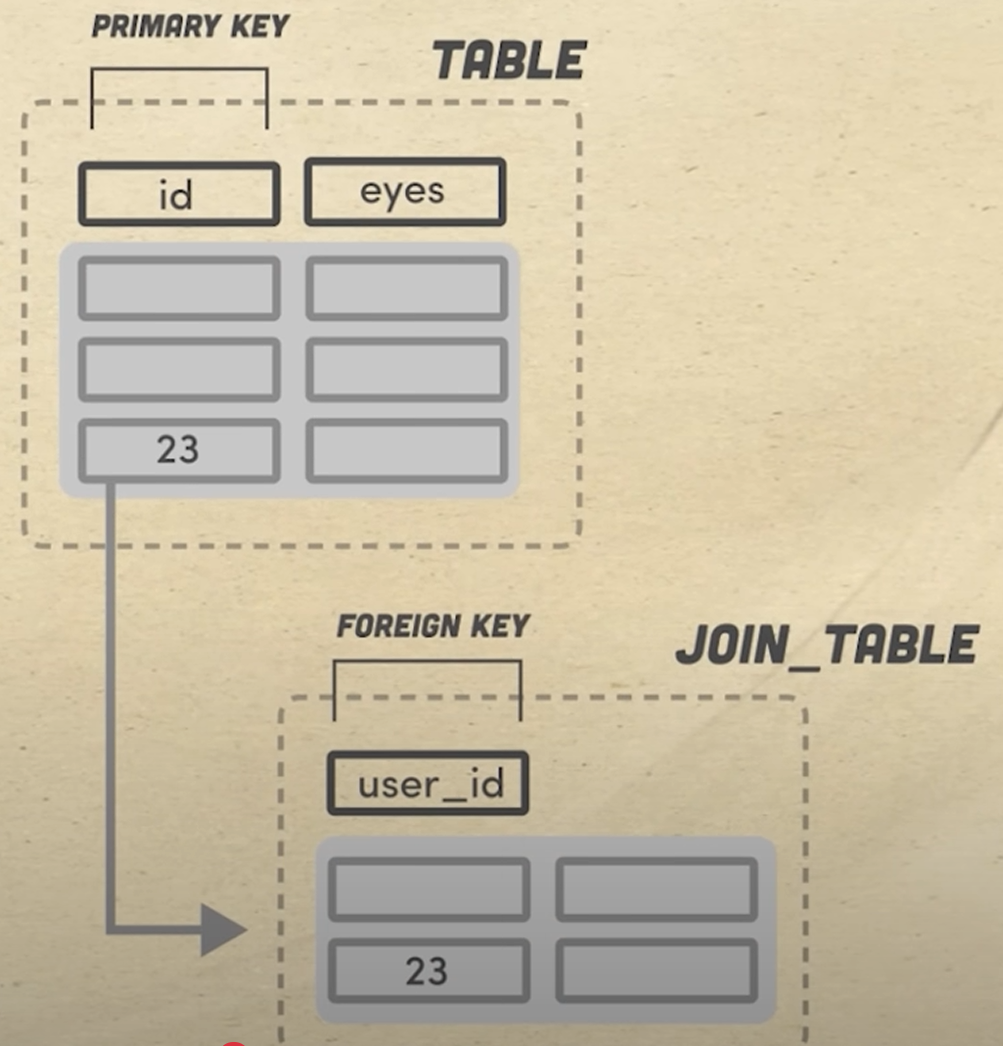 PRIMARY KEY
TABLE
id
eyes
23
FOREIGN KEY
JOIN_TABLE
user_id
23